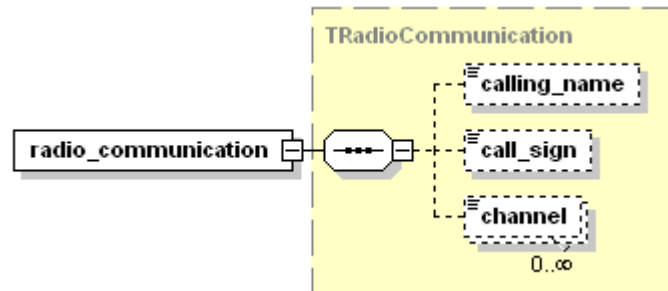 TRadioCommunication
calling_name
radio_communication
call_sign
channel
0..∞